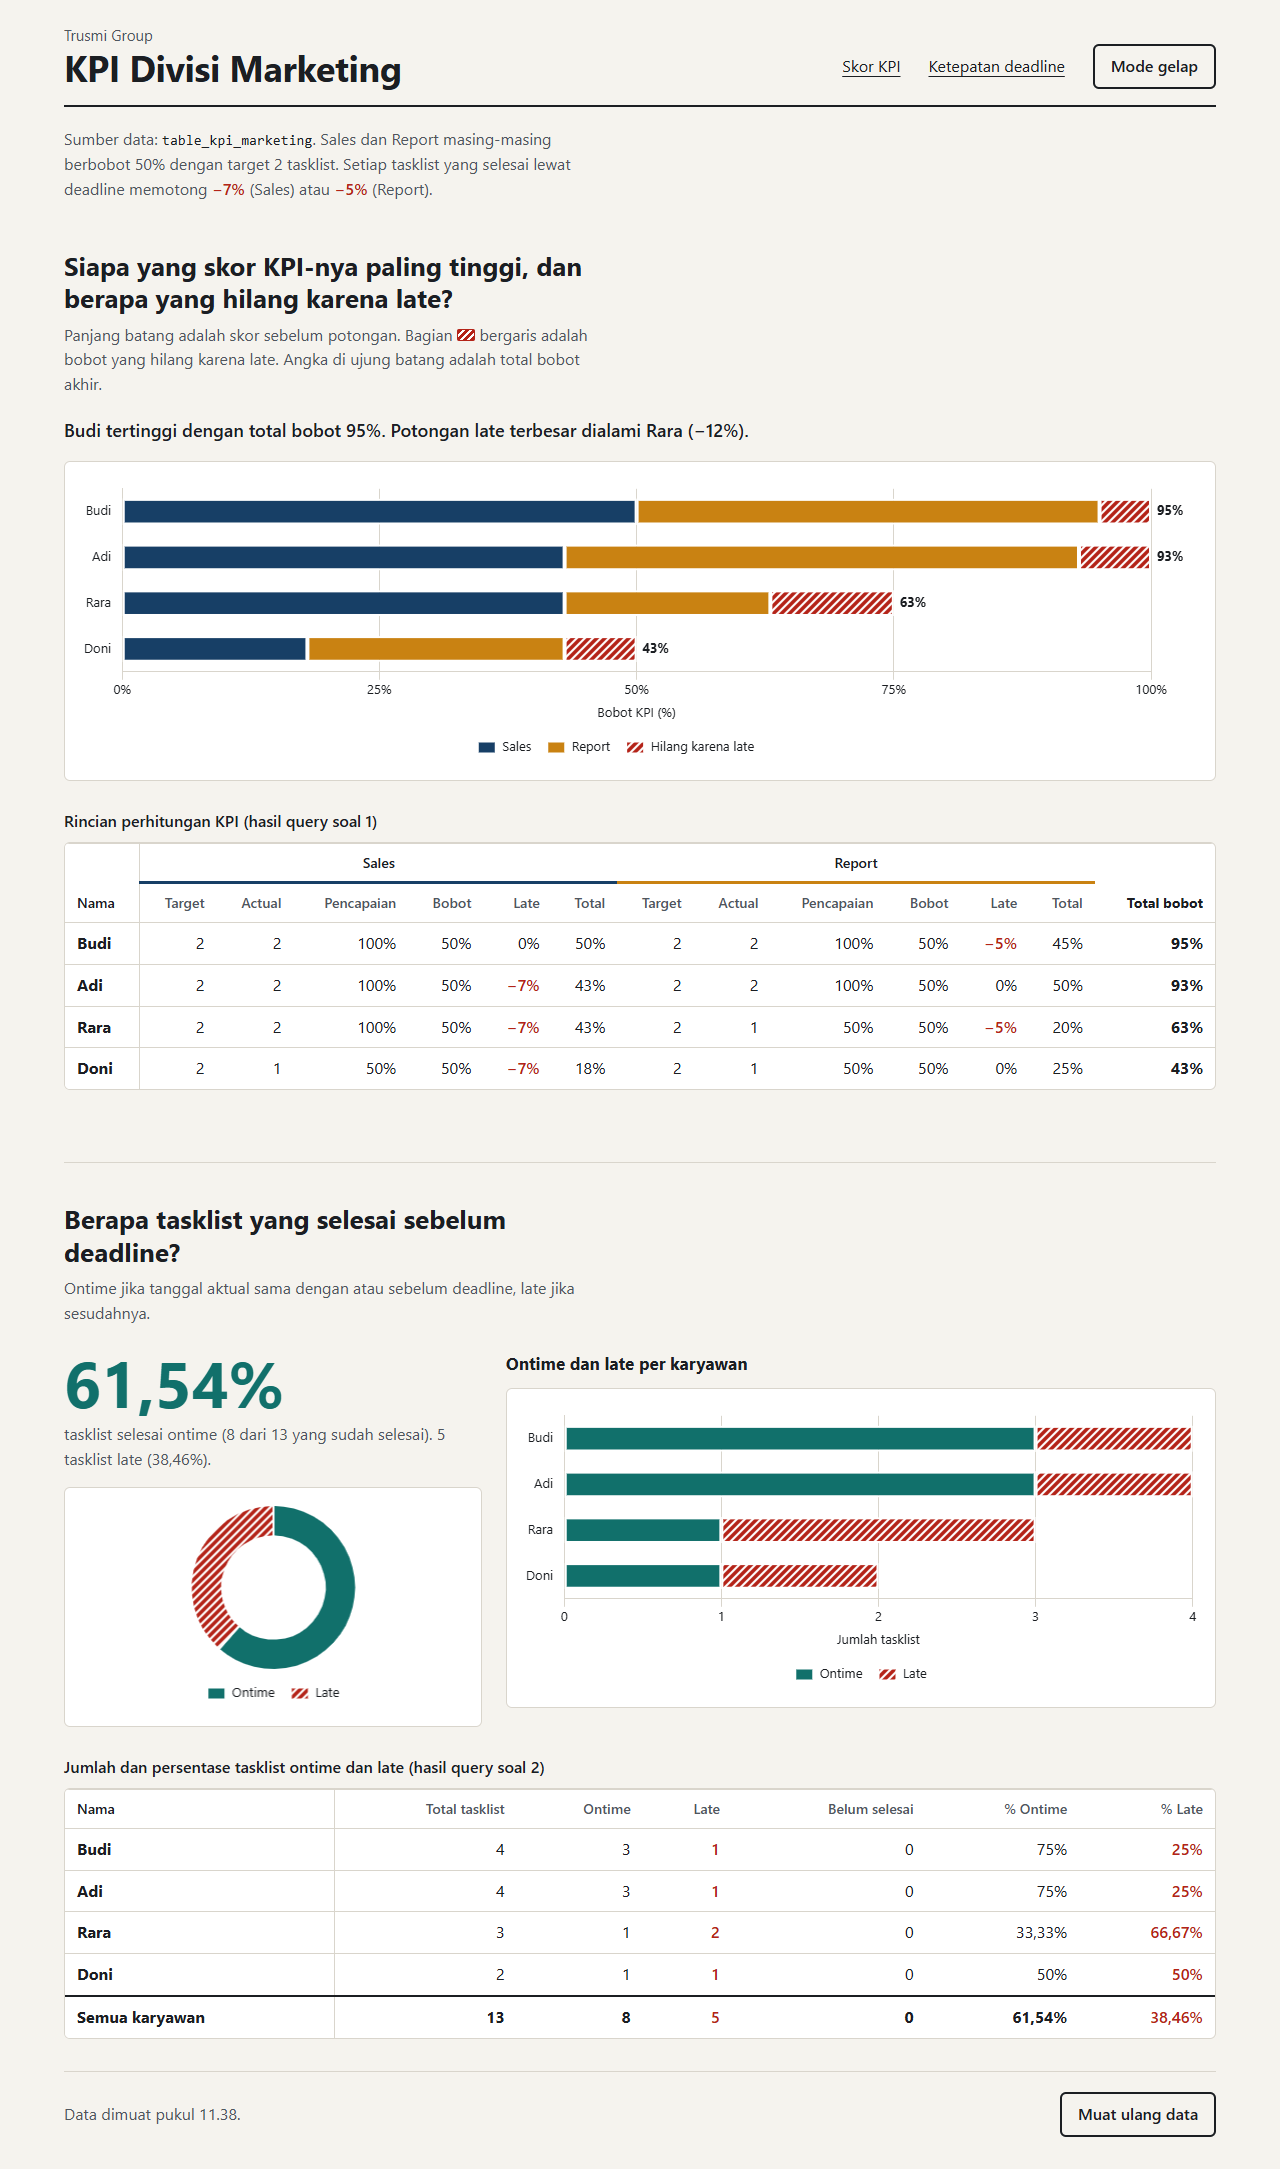 Trusmi Group
KPI Divisi Marketing
Skor KPI
Ketepatan deadline
Mode gelap
Sumber data: table_kpi_marketing. Sales dan Report masing-masing
berbobot 50% dengan target 2 tasklist. Setiap tasklist yang selesai lewat
deadline memotong −7% (Sales) atau −5% (Report).
Siapa yang skor KPI-nya paling tinggi, dan
berapa yang hilang karena late?
Panjang batang adalah skor sebelum potongan. Bagian bergaris adalah
bobot yang hilang karena late. Angka di ujung batang adalah total bobot
akhir.
Budi tertinggi dengan total bobot 95%. Potongan late terbesar dialami Rara (−12%).
Budi 95%
Adi 93%
Rara 63%
Doni 43%
0% 25% 50% 75% 100%
Bobot KPI (%)
Sales Report Hilang karena late
Rincian perhitungan KPI (hasil query soal 1)
Sales Report
Nama Target Actual Pencapaian Bobot Late Total Target Actual Pencapaian Bobot Late Total Total bobot
Budi 2 2 100% 50% 0% 50% 2 2 100% 50% −5% 45% 95%
Adi 2 2 100% 50% −7% 43% 2 2 100% 50% 0% 50% 93%
Rara 2 2 100% 50% −7% 43% 2 1 50% 50% −5% 20% 63%
Doni 2 1 50% 50% −7% 18% 2 1 50% 50% 0% 25% 43%
Berapa tasklist yang selesai sebelum
deadline?
Ontime jika tanggal aktual sama dengan atau sebelum deadline, late jika
sesudahnya.
61,54%
tasklist selesai ontime (8 dari 13 yang sudah selesai). 5
tasklist late (38,46%).
Ontime Late
Ontime dan late per karyawan
Budi
Adi
Rara
Doni
0 1 2 3 4
Jumlah tasklist
Ontime Late
Jumlah dan persentase tasklist ontime dan late (hasil query soal 2)
Nama Total tasklist Ontime Late Belum selesai % Ontime % Late
Budi 4 3 1 0 75% 25%
Adi 4 3 1 0 75% 25%
Rara 3 1 2 0 33,33% 66,67%
Doni 2 1 1 0 50% 50%
Semua karyawan 13 8 5 0 61,54% 38,46%
Data dimuat pukul 11.38.
Muat ulang data